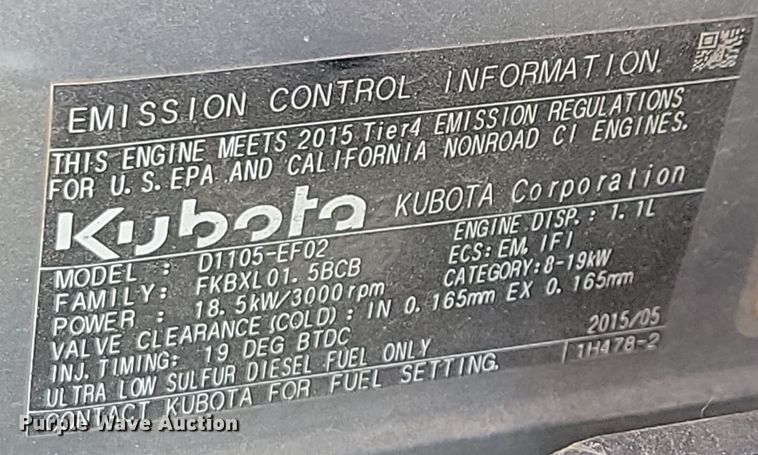 EMISSION CONTROL INFORMATION
THIS ENGINE MEETS 2015 Tier4 EMISSION REGULATIONS
FOR U.S.EPA AND CALIFORNIA NONROAD CI ENGINES.
Kubota KUBOTA Corporation
MODEL : D1105-EF02 ENGINE DISP.: 1.1L
FAMILY: FKBXL01.5BCB ECS:EM, IFI
POWER : 18.5kW/3000rpm CATEGORY:8-19kW
VALVE CLEARANCE(COLD): IN 0.165mm EX 0.165mm
INJ.TIMING: 19 DEG BTDC 2015/05
ULTRA LOW SULFUR DIESEL FUEL ONLY 1H478-2
CONTACT KUBOTA FOR FUEL SETTING.
Purple Wave Auction